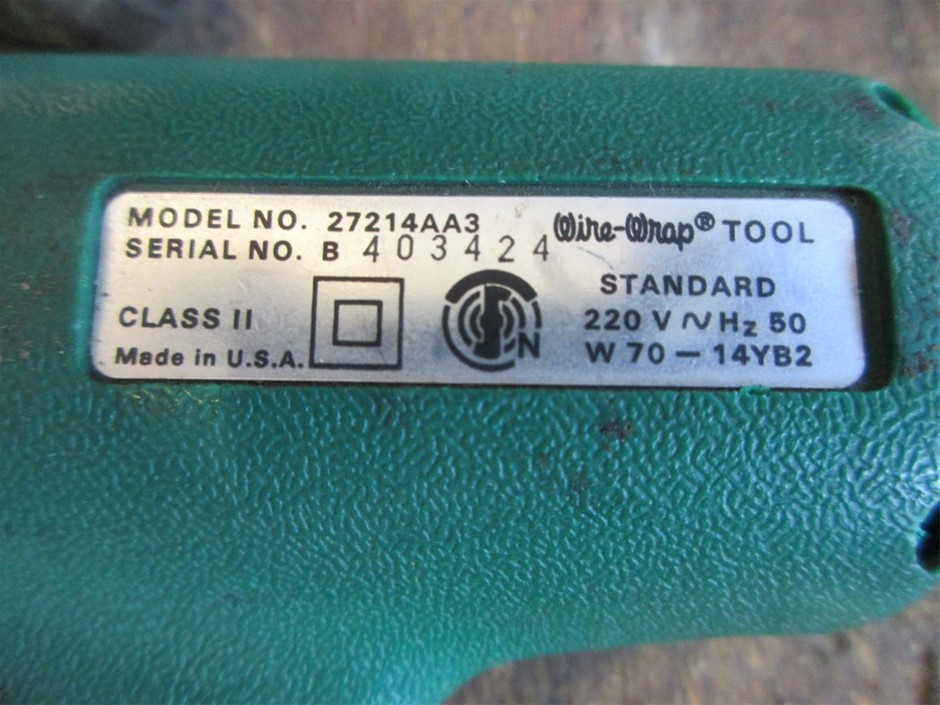 MODEL NO. 27214AA3 Wire-Wrap® TOOL
SERIAL NO. B 403424
STANDARD
CLASS II
220 V ∿ Hz 50
Made in U.S.A.
N
W 70 — 14YB2